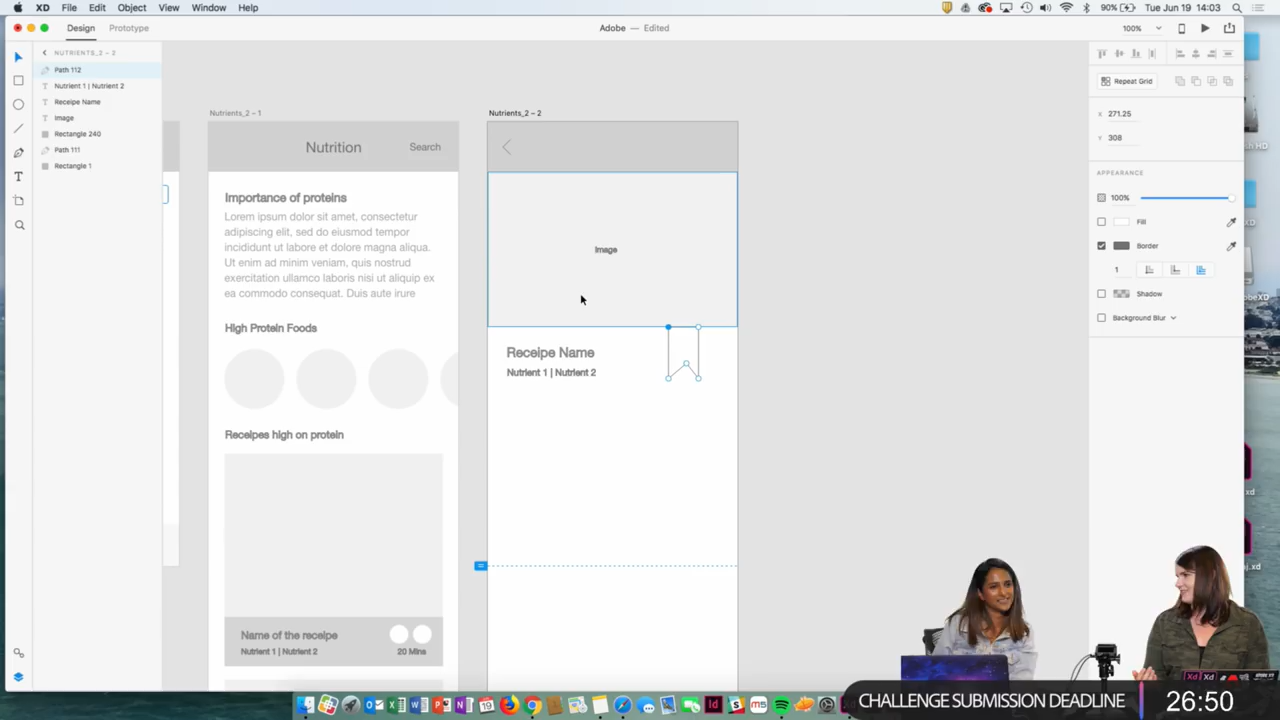 XD File Edit Object View Window Help
90% Tue Jun 19 14:03
Design Prototype
Adobe — Edited
100%
NUTRIENTS_2 – 2
Path 112
Nutrient 1 | Nutrient 2
Receipe Name
Image
Rectangle 240
Path 111
Rectangle 1
Nutrients_2 – 1
Nutrition
Search
Importance of proteins
Lorem ipsum dolor sit amet, consectetur
adipiscing elit, sed do eiusmod tempor
incididunt ut labore et dolore magna aliqua.
Ut enim ad minim veniam, quis nostrud
exercitation ullamco laboris nisi ut aliquip ex
ea commodo consequat. Duis aute irure
High Protein Foods
Receipes high on protein
Name of the receipe
Nutrient 1 | Nutrient 2
20 Mins
Nutrients_2 – 2
Image
Receipe Name
Nutrient 1 | Nutrient 2
Repeat Grid
X 271.25
Y 308
APPEARANCE
100%
Fill
Border
1
Shadow
Background Blur
CHALLENGE SUBMISSION DEADLINE
26:50